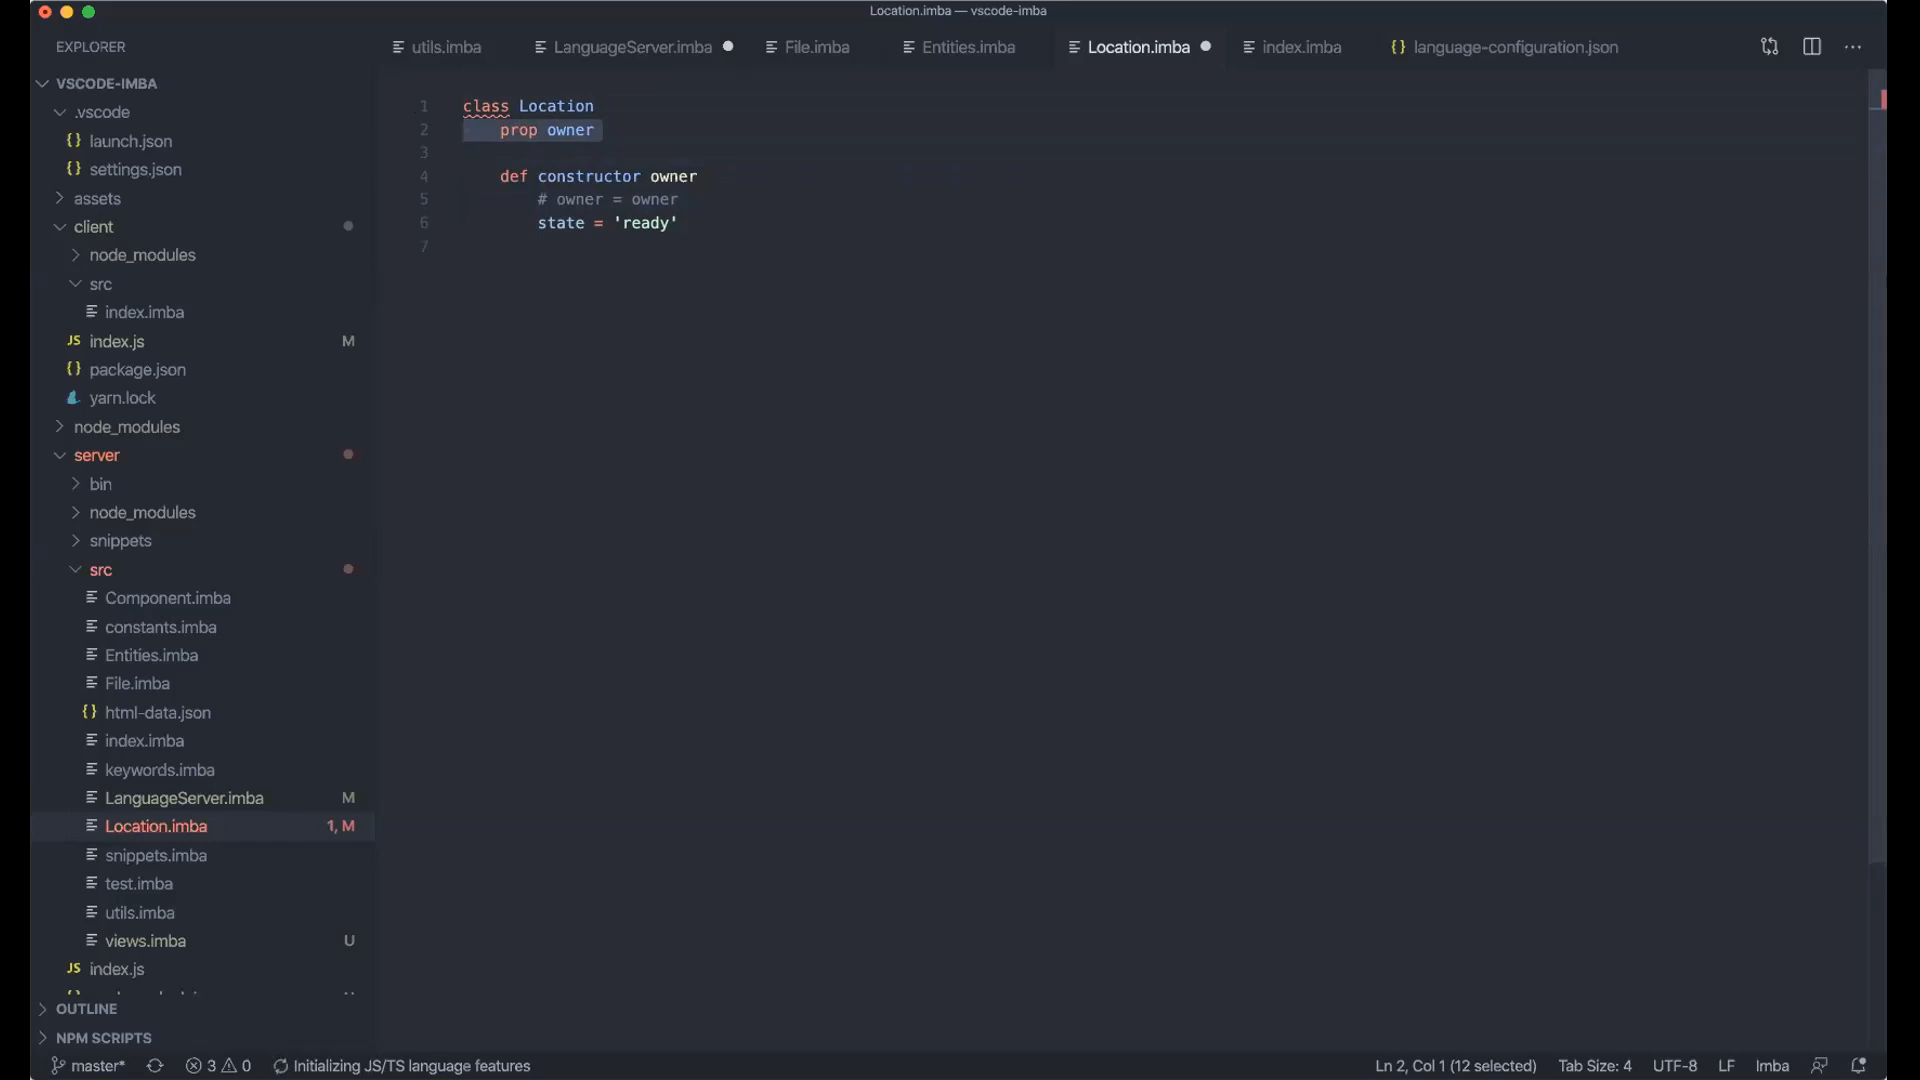 Location.imba — vscode-imba
EXPLORER
utils.imba
LanguageServer.imba
File.imba
Entities.imba
Location.imba
index.imba
{} language-configuration.json
VSCODE-IMBA
.vscode
{} launch.json
{} settings.json
assets
client
node_modules
src
index.imba
JS index.js M
{} package.json
yarn.lock
node_modules
server
bin
node_modules
snippets
src
Component.imba
constants.imba
Entities.imba
File.imba
{} html-data.json
index.imba
keywords.imba
LanguageServer.imba M
Location.imba 1, M
snippets.imba
test.imba
utils.imba
views.imba U
JS index.js
OUTLINE
NPM SCRIPTS
1 class Location
2 prop owner
3
4 def constructor owner
5 # owner = owner
6 state = 'ready'
7
master* 3 0 Initializing JS/TS language features
Ln 2, Col 1 (12 selected) Tab Size: 4 UTF-8 LF Imba